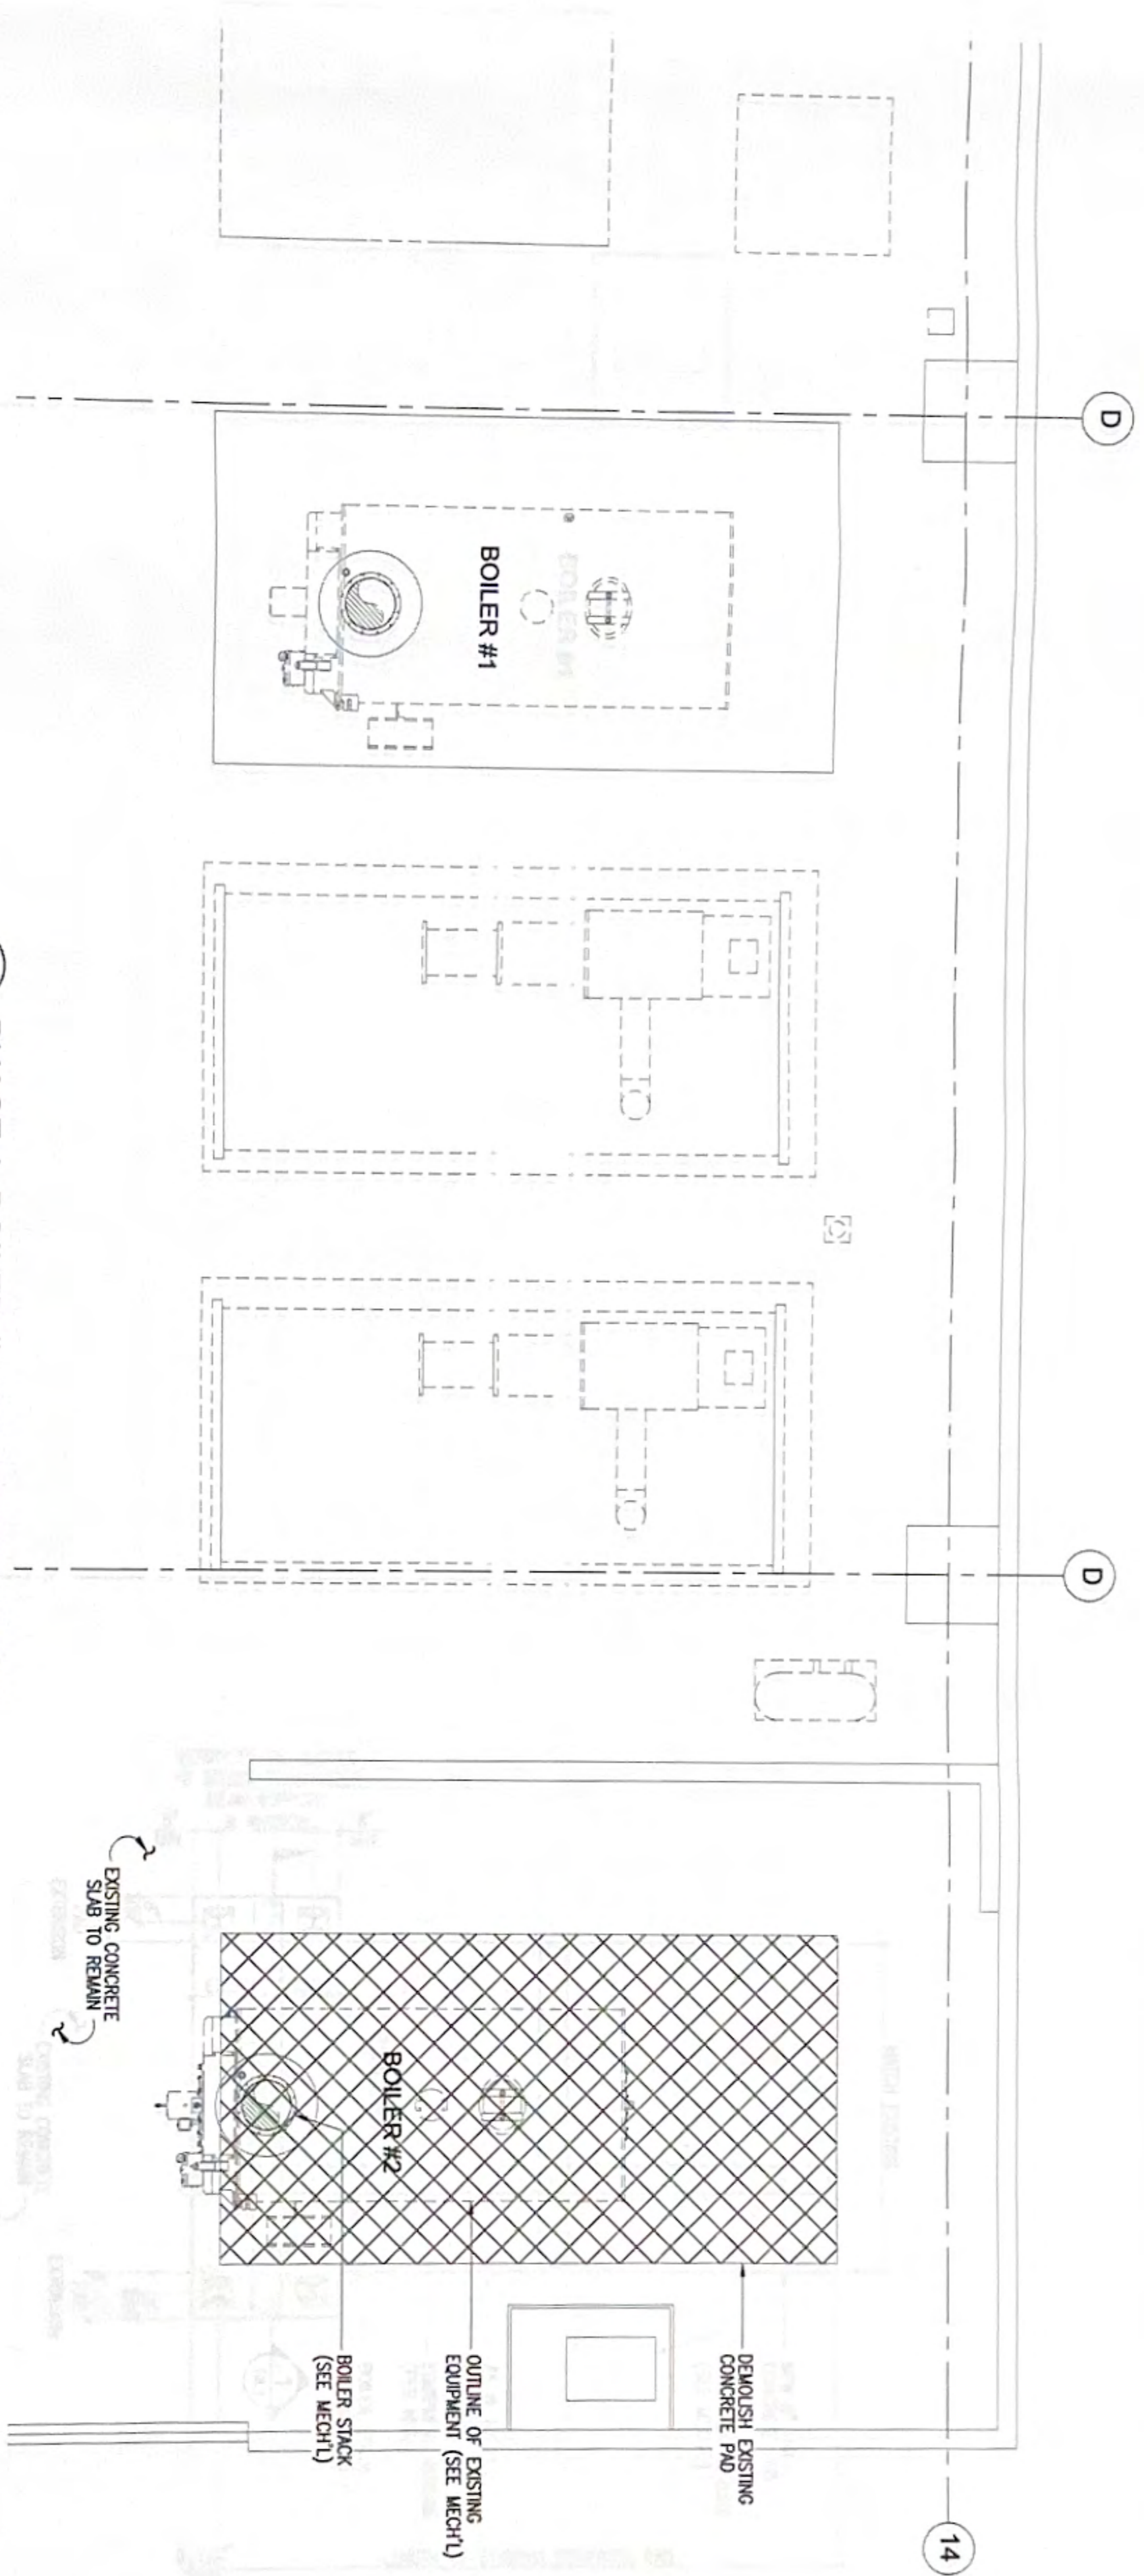 D
D
14
BOILER #1
BOILER #2
EXISTING CONCRETE
SLAB TO REMAIN
DEMOLISH EXISTING
CONCRETE PAD
OUTLINE OF EXISTING
EQUIPMENT (SEE MECH'L)
BOILER STACK
(SEE MECH'L)